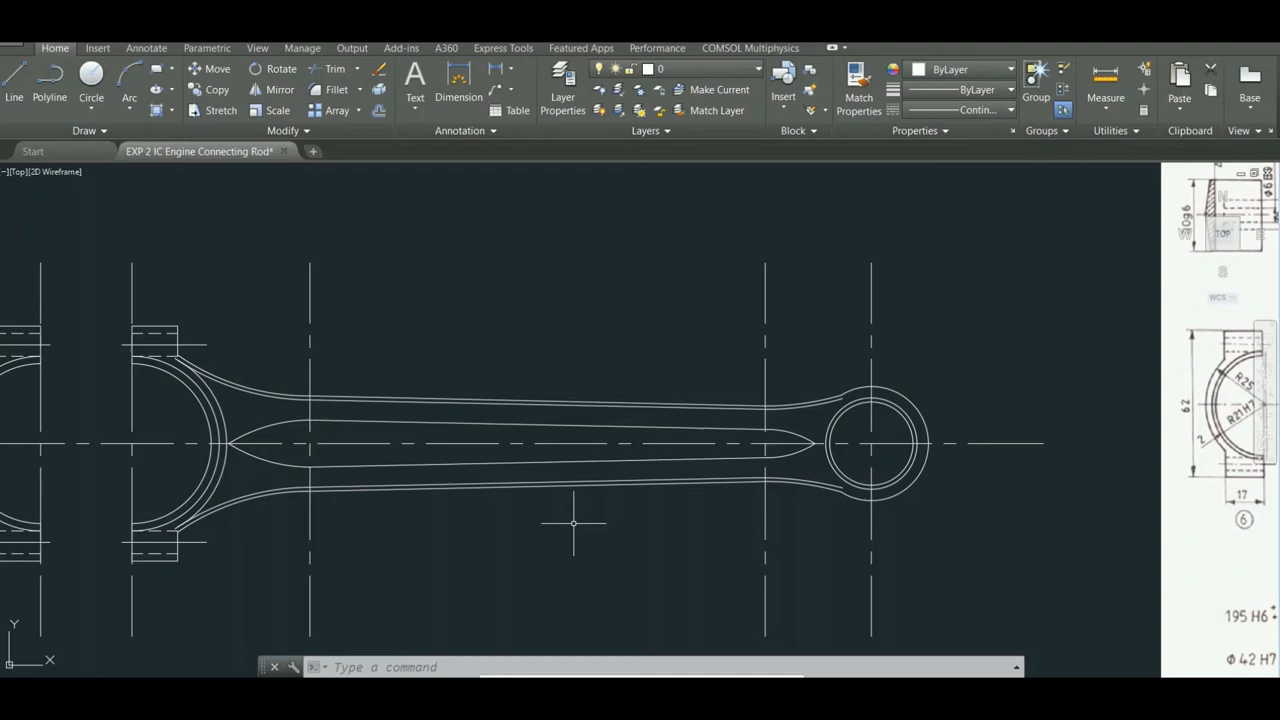 Home Insert Annotate Parametric View Manage Output Add-ins A360 Express Tools Featured Apps Performance COMSOL Multiphysics
Line Polyline Circle Arc
Move Rotate Trim
Copy Mirror Fillet
Stretch Scale Array
Text Dimension Table
Layer Properties
0
Make Current
Match Layer
Insert
Match Properties
ByLayer
ByLayer
Contin...
Group Measure Paste Base
Draw Modify Annotation Layers Block Properties Groups Utilities Clipboard View
Start EXP 2 IC Engine Connecting Rod*
[Top][2D Wireframe]
ϕ6
N
TOP
W
S
WCS
62
R25
R21H7
2
17
6
195 H6
ϕ 42 H7
Y
X
Type a command